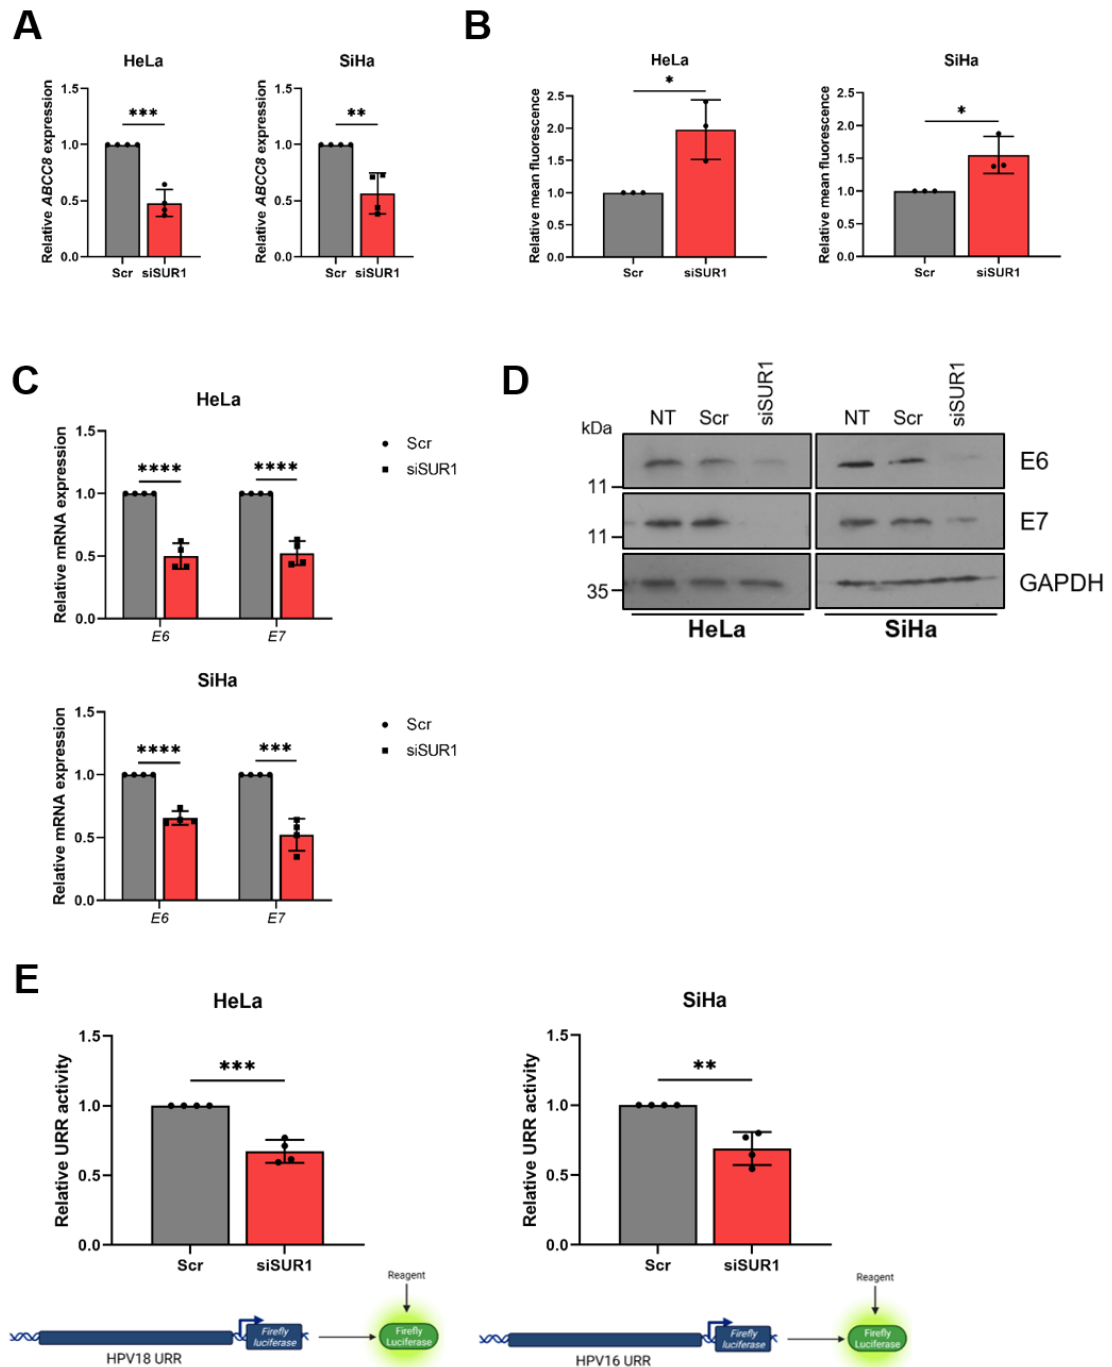 A
HeLa
Relative ABCC8 expression
1.5
1.0
0.5
0.0
***
Scr siSUR1
SiHa
Relative ABCC8 expression
1.5
1.0
0.5
0.0
**
Scr siSUR1
B
HeLa
Relative mean fluorescence
2.5
2.0
1.5
1.0
0.5
0.0
*
Scr siSUR1
SiHa
Relative mean fluorescence
2.5
2.0
1.5
1.0
0.5
0.0
*
Scr siSUR1
C
HeLa
Relative mRNA expression
1.5
1.0
0.5
0.0
**** ****
E6 E7
Scr
siSUR1
SiHa
Relative mRNA expression
1.5
1.0
0.5
0.0
**** ***
E6 E7
Scr
siSUR1
D
kDa
NT Scr siSUR1 NT Scr siSUR1
11
E6
11
E7
35
GAPDH
HeLa SiHa
E
HeLa
Relative URR activity
1.5
1.0
0.5
0.0
***
Scr siSUR1
Reagent
Firefly
luciferase
Firefly
Luciferase
HPV18 URR
SiHa
Relative URR activity
1.5
1.0
0.5
0.0
**
Scr siSUR1
Reagent
Firefly
luciferase
Firefly
Luciferase
HPV16 URR